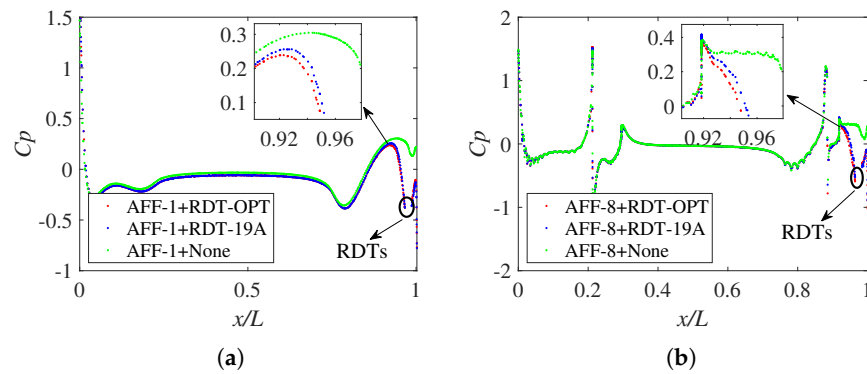 1.5
1
0.5
0
-0.5
-1
Cp
0.3
0.2
0.1
0.92 0.96
AFF-1+RDT-OPT
AFF-1+RDT-19A
AFF-1+None
RDTs
0 0.5 1
x/L
(a)
2
1
0
-1
-2
Cp
0.4
0.2
0
0.92 0.96
AFF-8+RDT-OPT
AFF-8+RDT-19A
AFF-8+None
RDTs
0 0.2 0.4 0.6 0.8 1
x/L
(b)